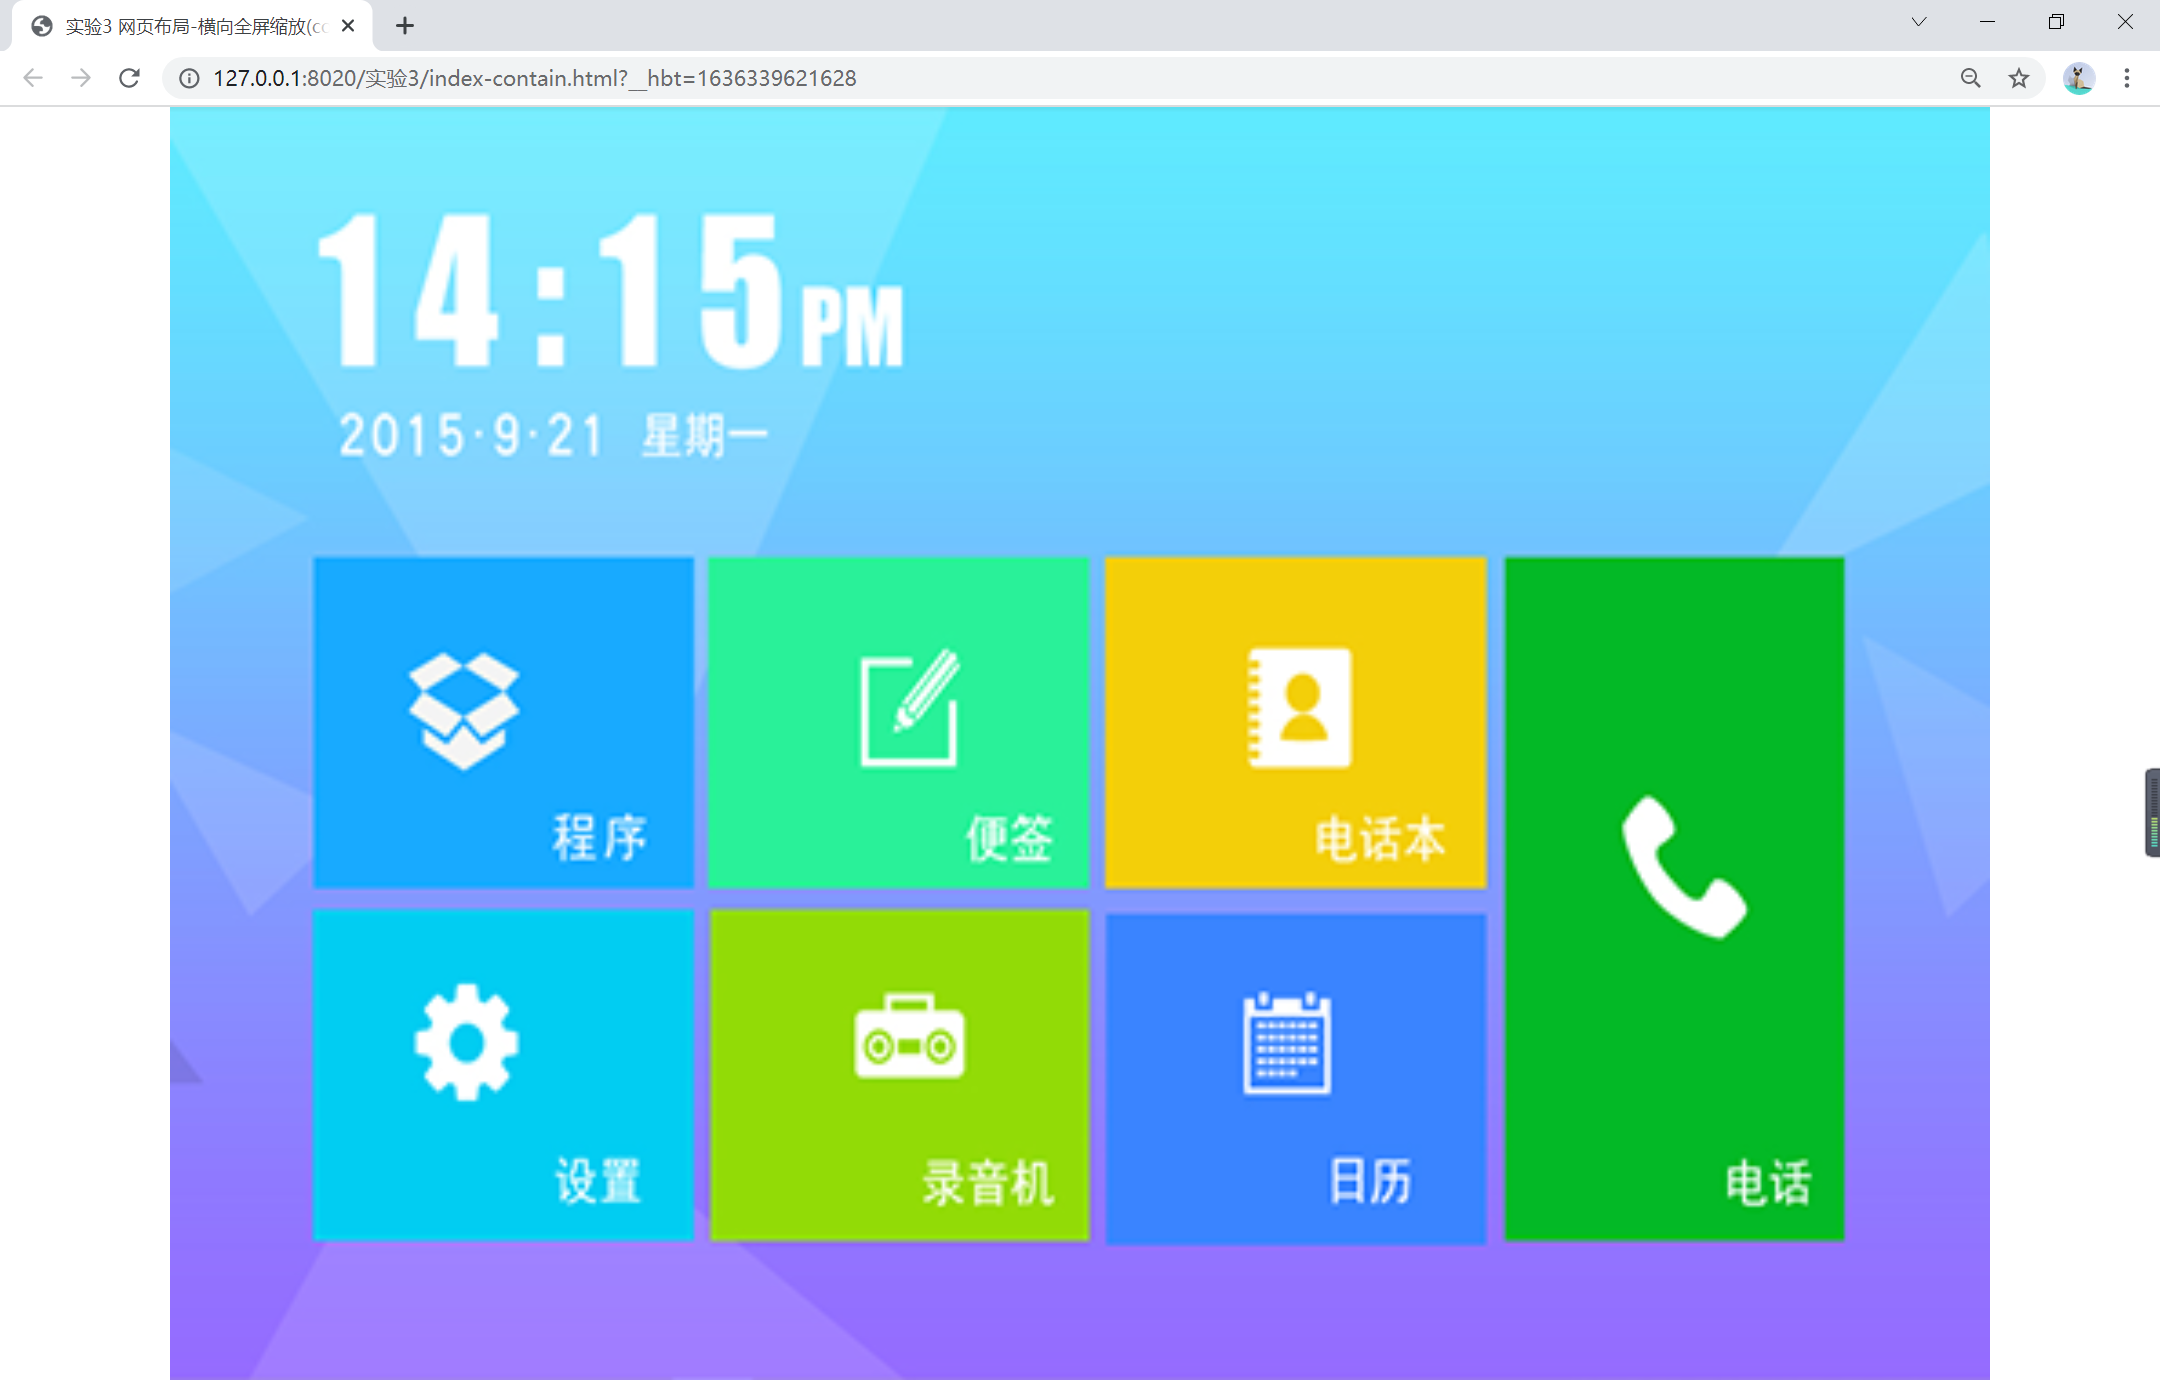 实验3 网页布局-横向全屏缩放(co
127.0.0.1:8020/实验3/index-contain.html?__hbt=1636339621628
14:15PM
2015·9·21 星期一
程序
便签
电话本
设置
录音机
日历
电话